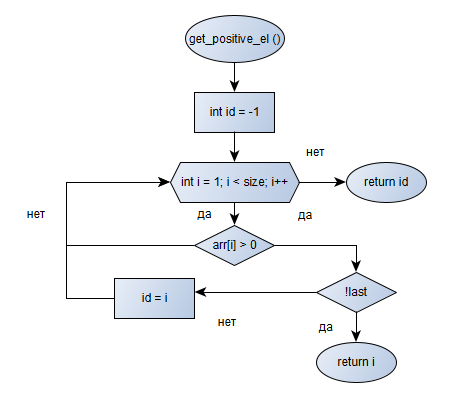 get_positive_el ()
int id = -1
нет
int i = 1; i < size; i++
return id
нет
да
да
arr[i] > 0
id = i
!last
нет
да
return i